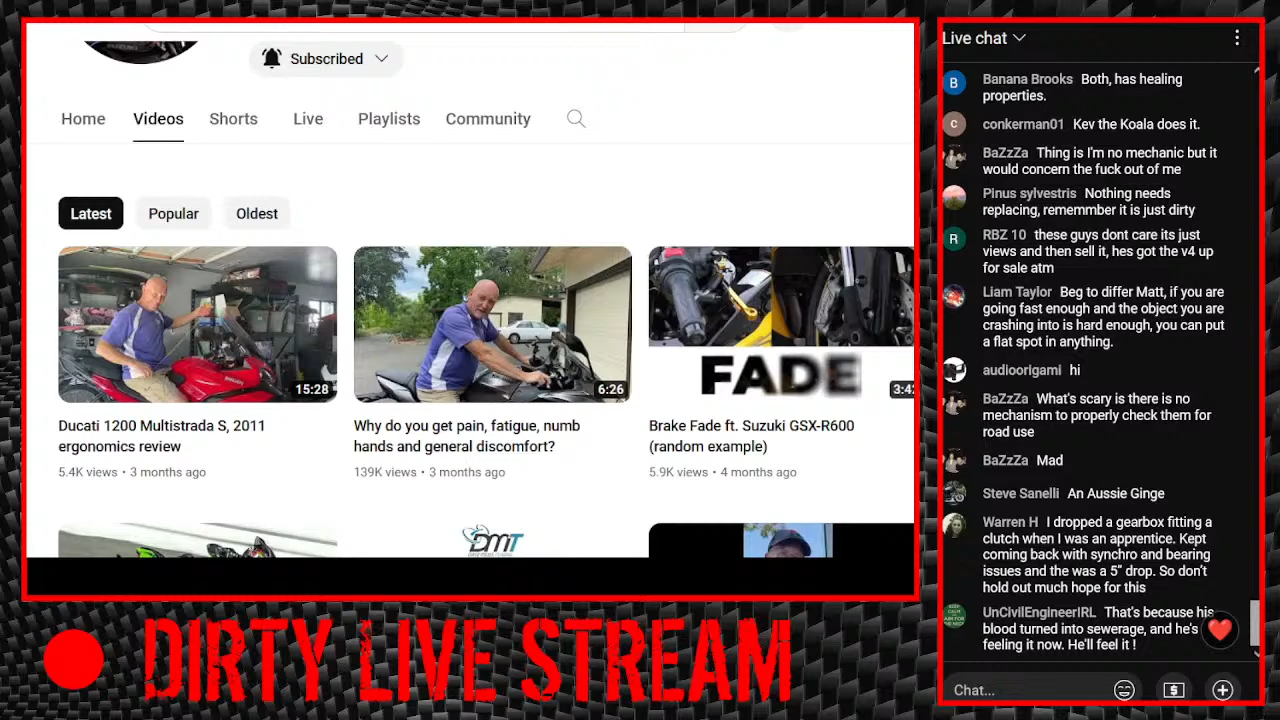 Subscribed
Home
Videos
Shorts
Live
Playlists
Community
Latest
Popular
Oldest
15:28
6:26
FADE
Ducati 1200 Multistrada S, 2011
ergonomics review
5.4K views • 3 months ago
Why do you get pain, fatigue, numb
hands and general discomfort?
139K views • 3 months ago
Brake Fade ft. Suzuki GSX-R600
(random example)
5.9K views • 4 months ago
DMT
DIRTY LIVE STREAM
Live chat
B
Banana Brooks Both, has healing
properties.
c
conkerman01 Kev the Koala does it.
BaZzZa Thing is I'm no mechanic but it
would concern the fuck out of me
Pinus sylvestris Nothing needs
replacing, rememmber it is just dirty
R
RBZ 10 these guys dont care its just
views and then sell it, hes got the v4 up
for sale atm
Liam Taylor Beg to differ Matt, if you are
going fast enough and the object you are
crashing into is hard enough, you can put
a flat spot in anything.
audioorigami hi
BaZzZa What's scary is there is no
mechanism to properly check them for
road use
BaZzZa Mad
Steve Sanelli An Aussie Ginge
Warren H I dropped a gearbox fitting a
clutch when I was an apprentice. Kept
coming back with synchro and bearing
issues and the was a 5" drop. So don't
hold out much hope for this
UnCivilEngineerIRL That's because his
blood turned into sewerage, and he's
feeling it now. He'll feel it !
Chat...